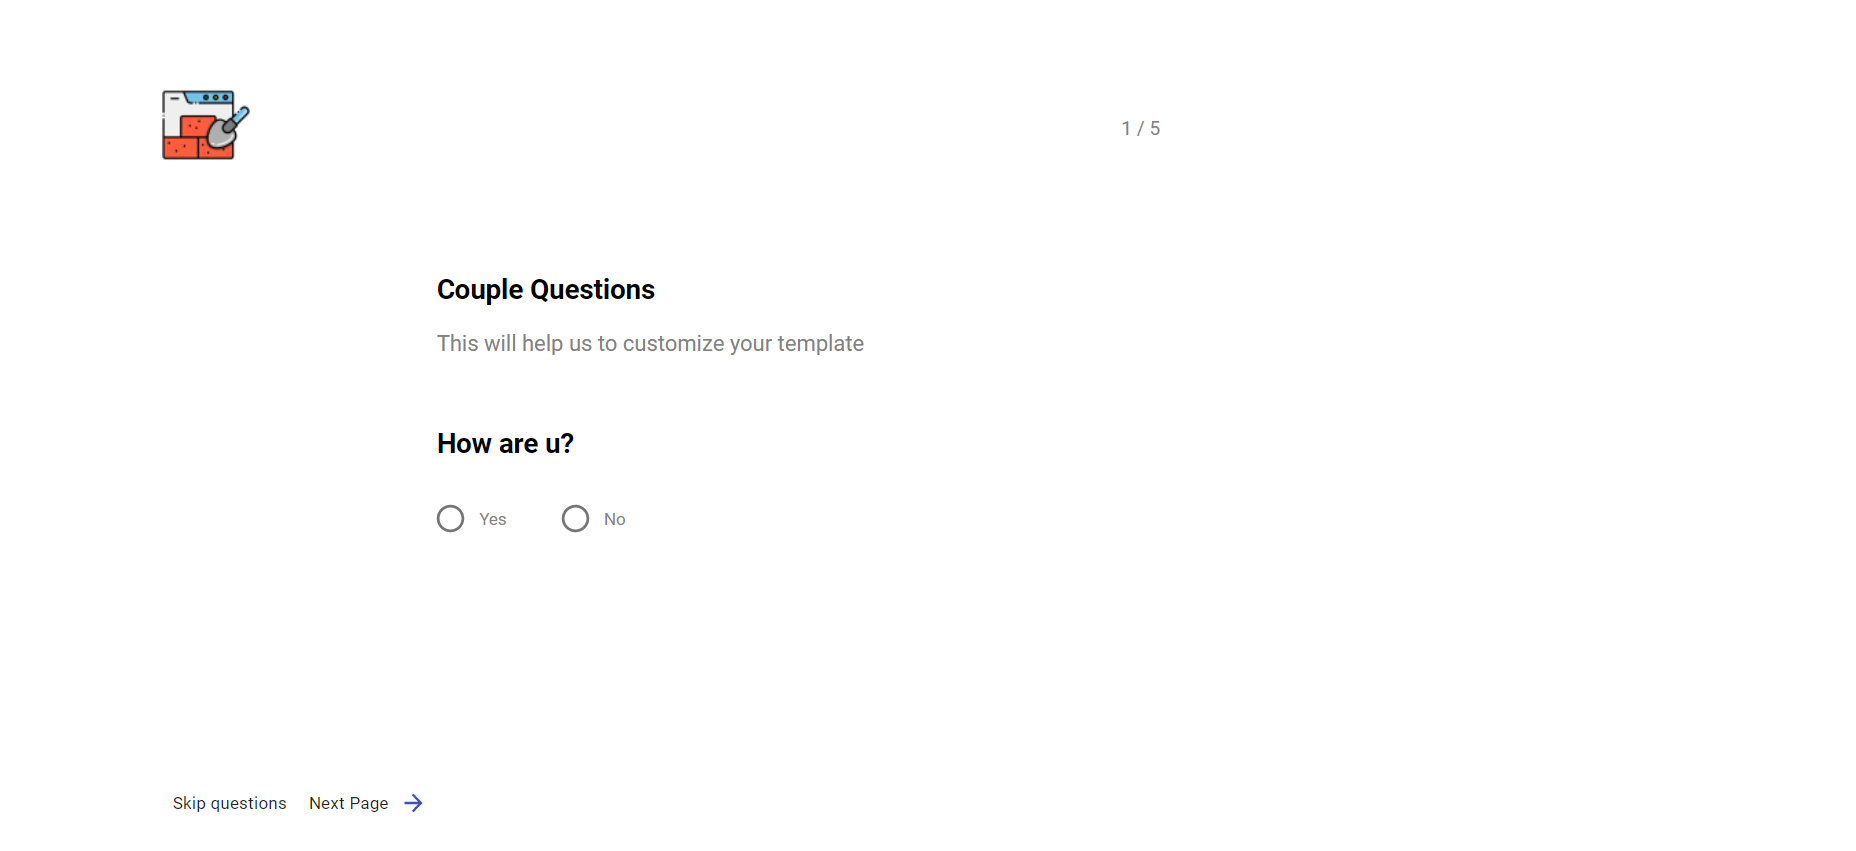 1 / 5
Couple Questions
This will help us to customize your template
How are u?
Yes No
Skip questions Next Page